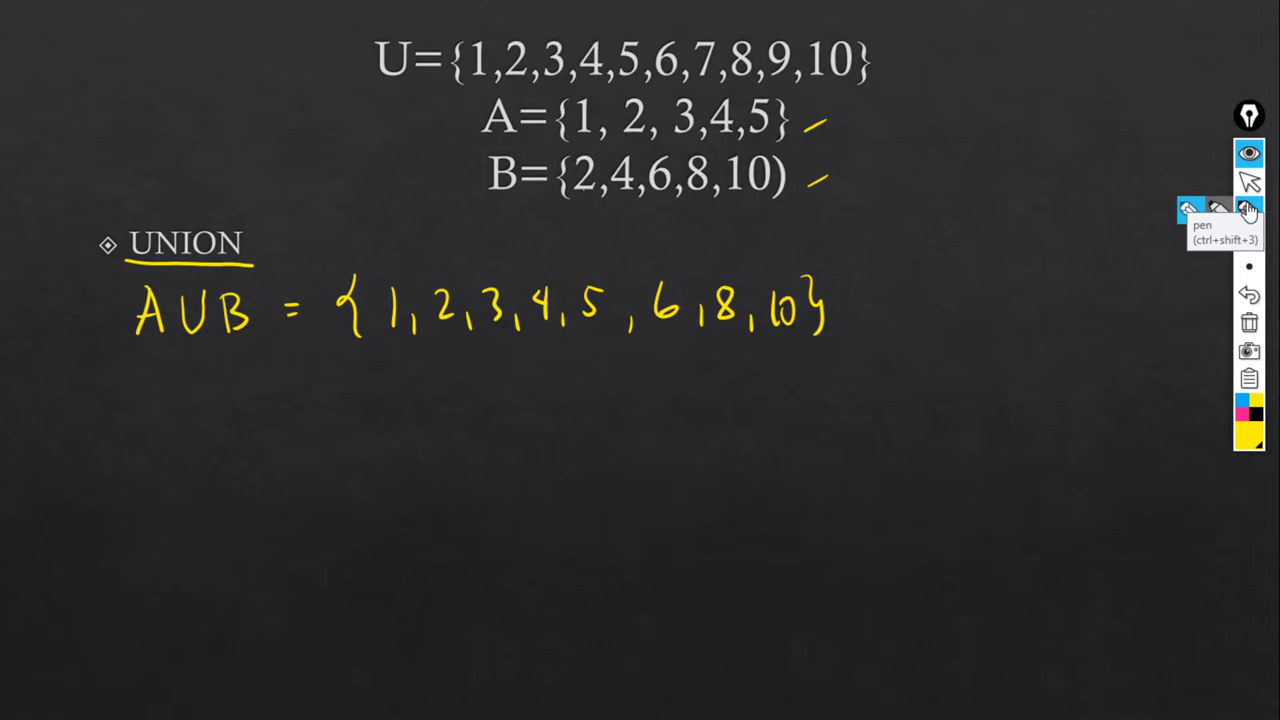 U={1,2,3,4,5,6,7,8,9,10}
A={1, 2, 3,4,5}
B={2,4,6,8,10)
UNION
AUB = { 1, 2, 3, 4, 5 , 6 , 8, 10}
pen
(ctrl+shift+3)